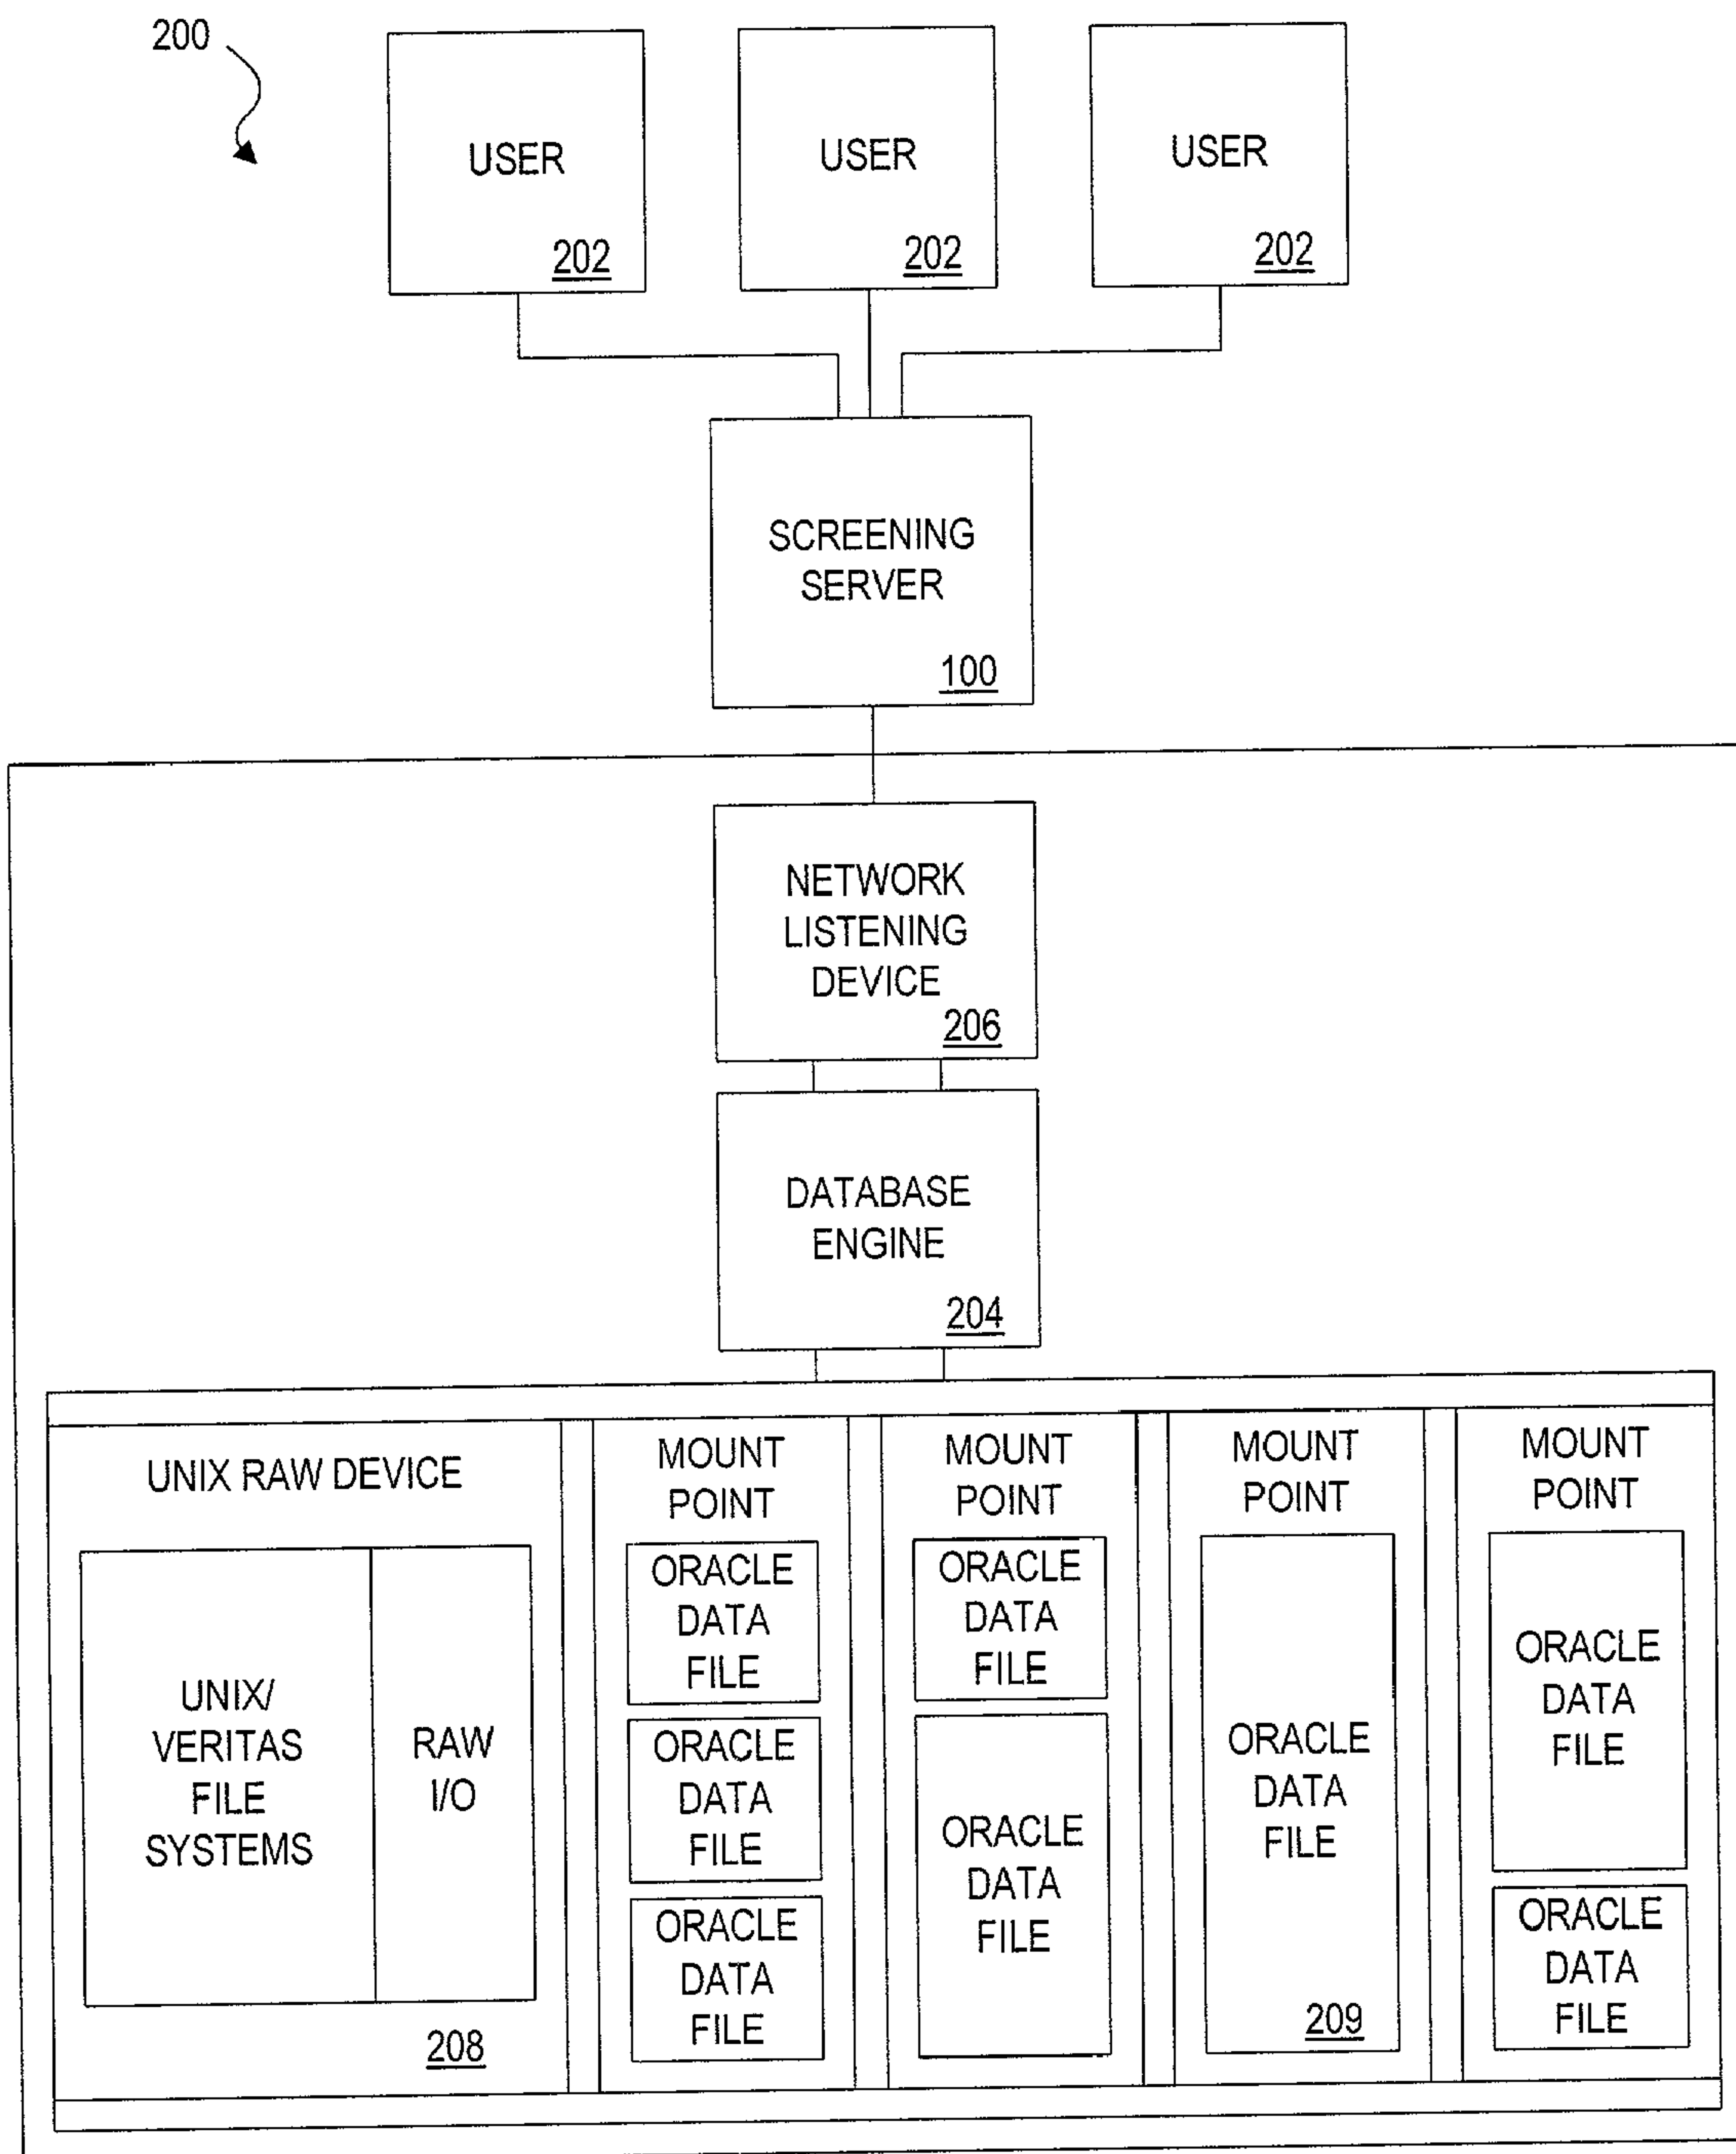 200
USER
202
USER
202
USER
202
SCREENING
SERVER
100
NETWORK
LISTENING
DEVICE
206
DATABASE
ENGINE
204
UNIX RAW DEVICE
UNIX/
VERITAS
FILE
SYSTEMS
RAW
I/O
208
MOUNT
POINT
ORACLE
DATA
FILE
ORACLE
DATA
FILE
ORACLE
DATA
FILE
MOUNT
POINT
ORACLE
DATA
FILE
ORACLE
DATA
FILE
MOUNT
POINT
ORACLE
DATA
FILE
209
MOUNT
POINT
ORACLE
DATA
FILE
ORACLE
DATA
FILE